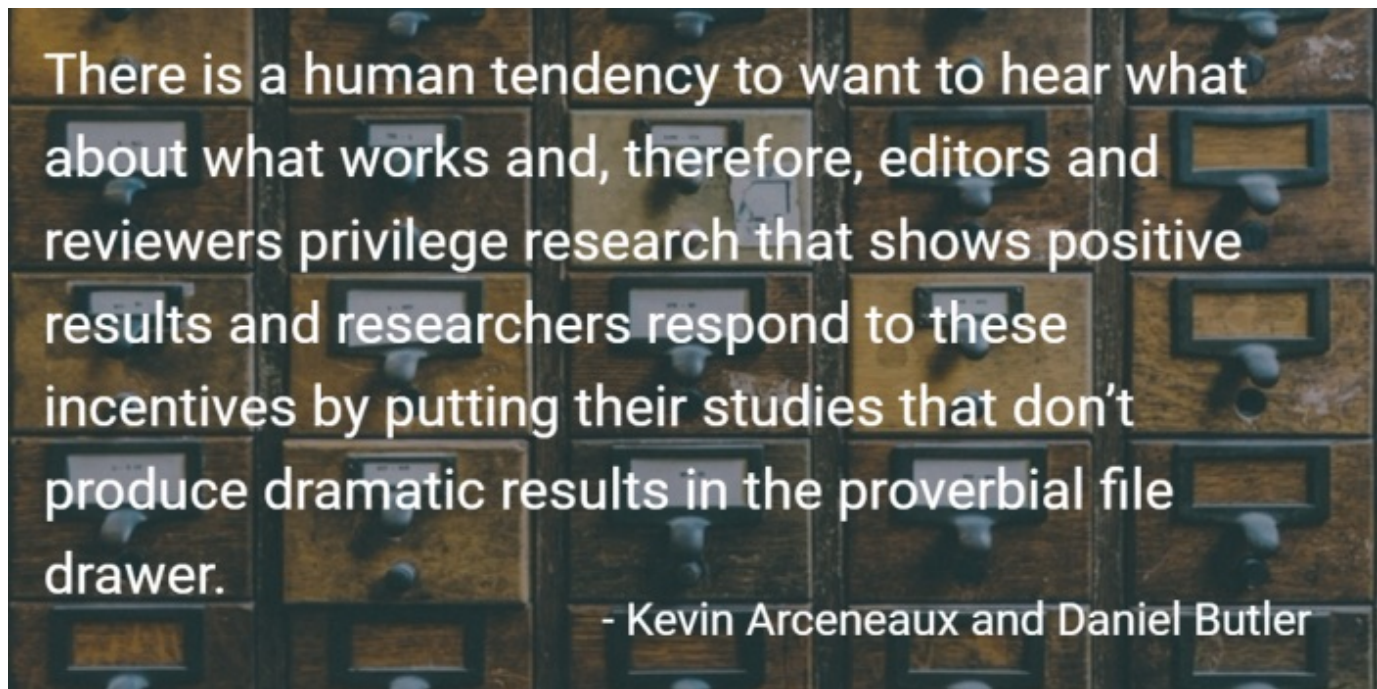 There is a human tendency to want to hear what
about what works and, therefore, editors and
reviewers privilege research that shows positive
results and researchers respond to these
incentives by putting their studies that don’t
produce dramatic results in the proverbial file
drawer.
- Kevin Arceneaux and Daniel Butler